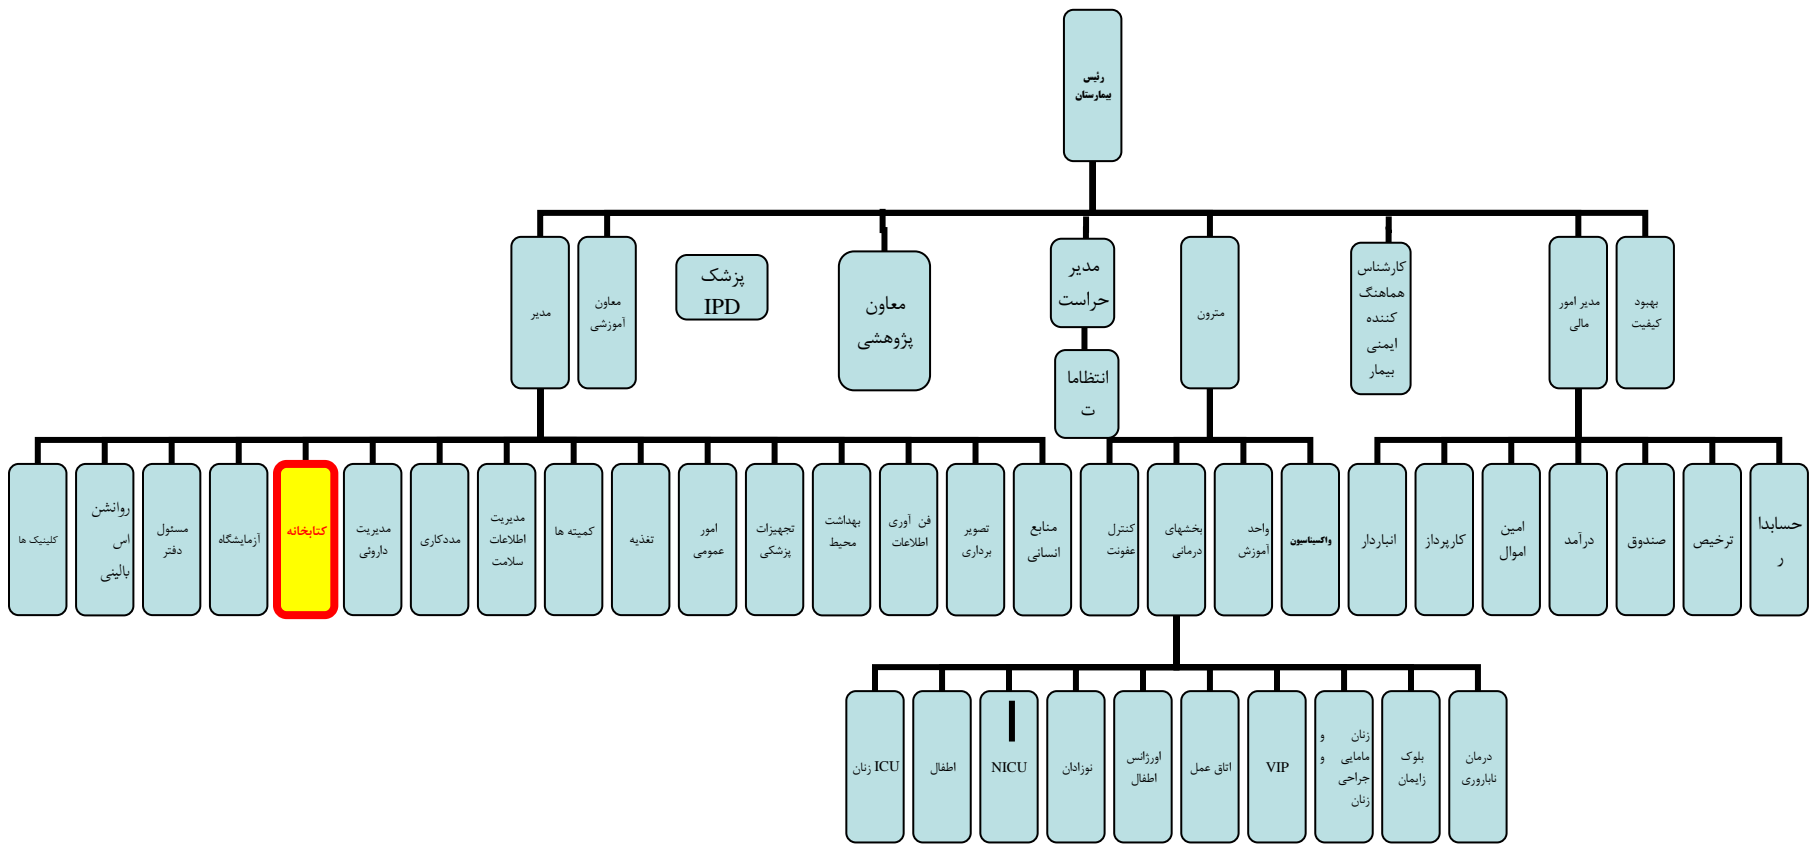 رئیس
بیمارستان
بهبود
کیفیت
مدیر امور
مالی
کارشناس
هماهنگ
کننده
ایمنی
بیمار
مترون
مدیر
حراست
انتظاما
ت
معاون
پژوهشی
پزشک
IPD
معاون
آموزشی
مدیر
حسابدا
ر
ترخیص
صندوق
درآمد
امین
اموال
کارپرداز
انباردار
واکسیناسیون
واحد
آموزش
بخشهای
درمانی
کنترل
عفونت
منابع
انسانی
تصویر
برداری
فن آوری
اطلاعات
بهداشت
محیط
تجهیزات
پزشکی
امور
عمومی
تغذیه
کمیته ها
مدیریت
اطلاعات
سلامت
مددکاری
مدیریت
داروئی
کتابخانه
آزمایشگاه
مسئول
دفتر
روانشن
اس
بالینی
کلینیک ها
درمان
ناباروری
بلوک
زایمان
زنان و
مامایی و
جراحی
زنان
VIP
اتاق عمل
اورژانس
اطفال
نوزادان
NICU
اطفال
ICU زنان